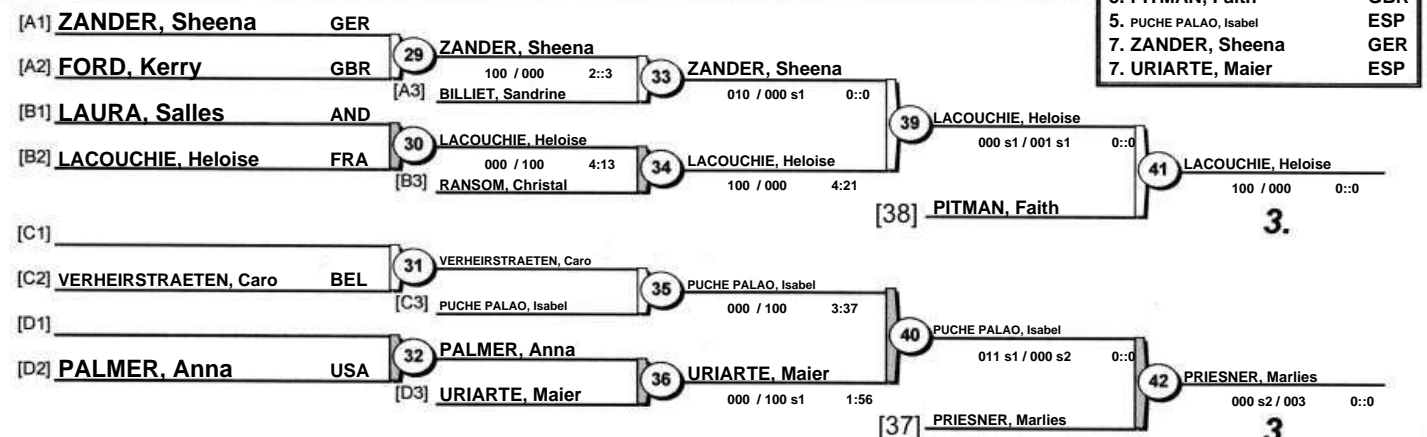 3. PITMAN, Faith GBR
5. PUCHE PALAO, Isabel ESP
7. ZANDER, Sheena GER
7. URIARTE, Maier ESP
[A1] ZANDER, Sheena GER
29 ZANDER, Sheena
[A2] FORD, Kerry GBR
100 / 000 2::3
33 ZANDER, Sheena
[A3] BILLIET, Sandrine
010 / 000 s1 0::0
[B1] LAURA, Salles AND
39 LACOUCHIE, Heloise
30 LACOUCHIE, Heloise
000 s1 / 001 s1 0::0
[B2] LACOUCHIE, Heloise FRA
000 / 100 4:13
34 LACOUCHIE, Heloise
41 LACOUCHIE, Heloise
[B3] RANSOM, Christal
100 / 000 4:21
100 / 000 0::0
[38] PITMAN, Faith
3.
[C1]
31 VERHEIRSTRAETEN, Caro
[C2] VERHEIRSTRAETEN, Caro BEL
35 PUCHE PALAO, Isabel
[C3] PUCHE PALAO, Isabel
000 / 100 3:37
[D1]
40 PUCHE PALAO, Isabel
32 PALMER, Anna
011 s1 / 000 s2 0::0
[D2] PALMER, Anna USA
36 URIARTE, Maier
42 PRIESNER, Marlies
[D3] URIARTE, Maier
000 / 100 s1 1:56
000 s2 / 003 0::0
[37] PRIESNER, Marlies
3